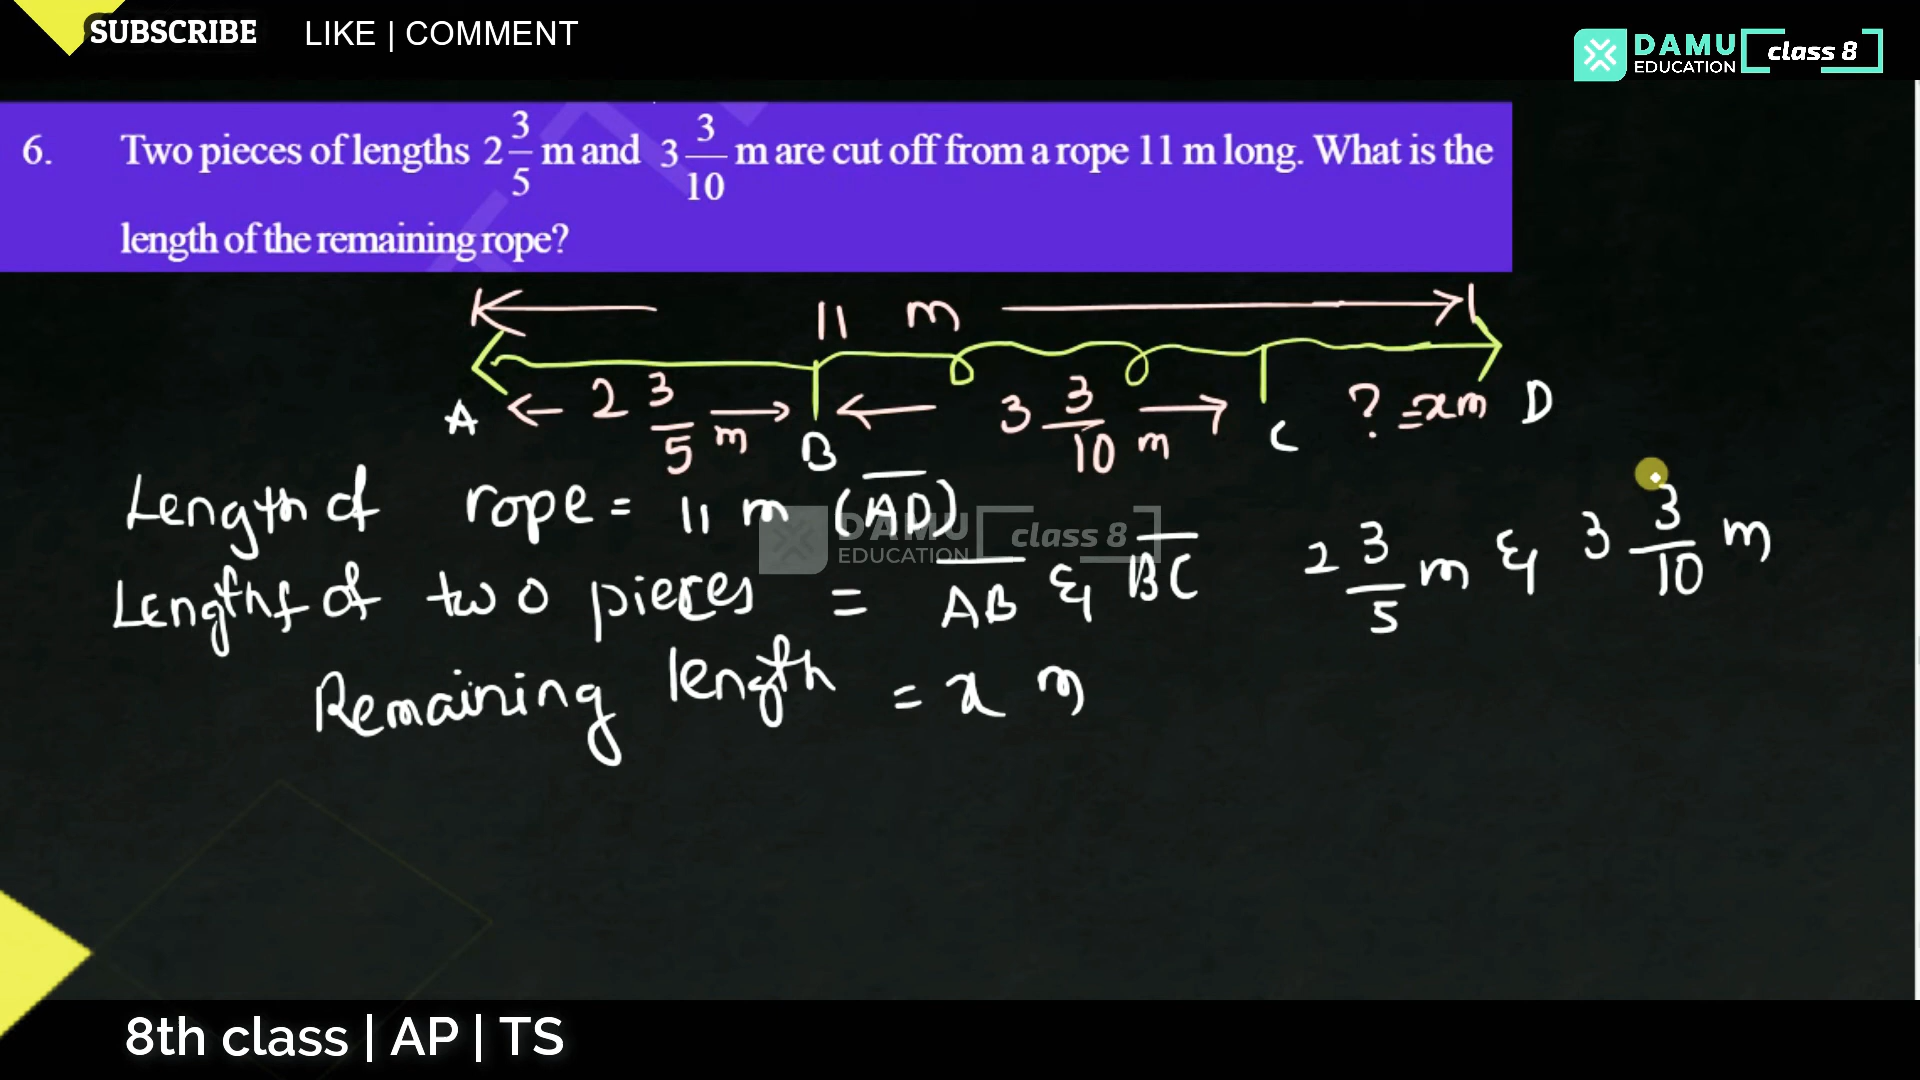 SUBSCRIBE LIKE | COMMENT
DAMU EDUCATION class 8
6. Two pieces of lengths 2 3/5 m and 3 3/10 m are cut off from a rope 11 m long. What is the
length of the remaining rope?
11 m
A 2 3/5 m B 3 3/10 m C ? = x m D
Length of rope = 11 m (AD)
DAMU EDUCATION class 8
Lengths of two pieces = AB & BC 2 3/5 m & 3 3/10 m
Remaining length = x m
8th class | AP | TS